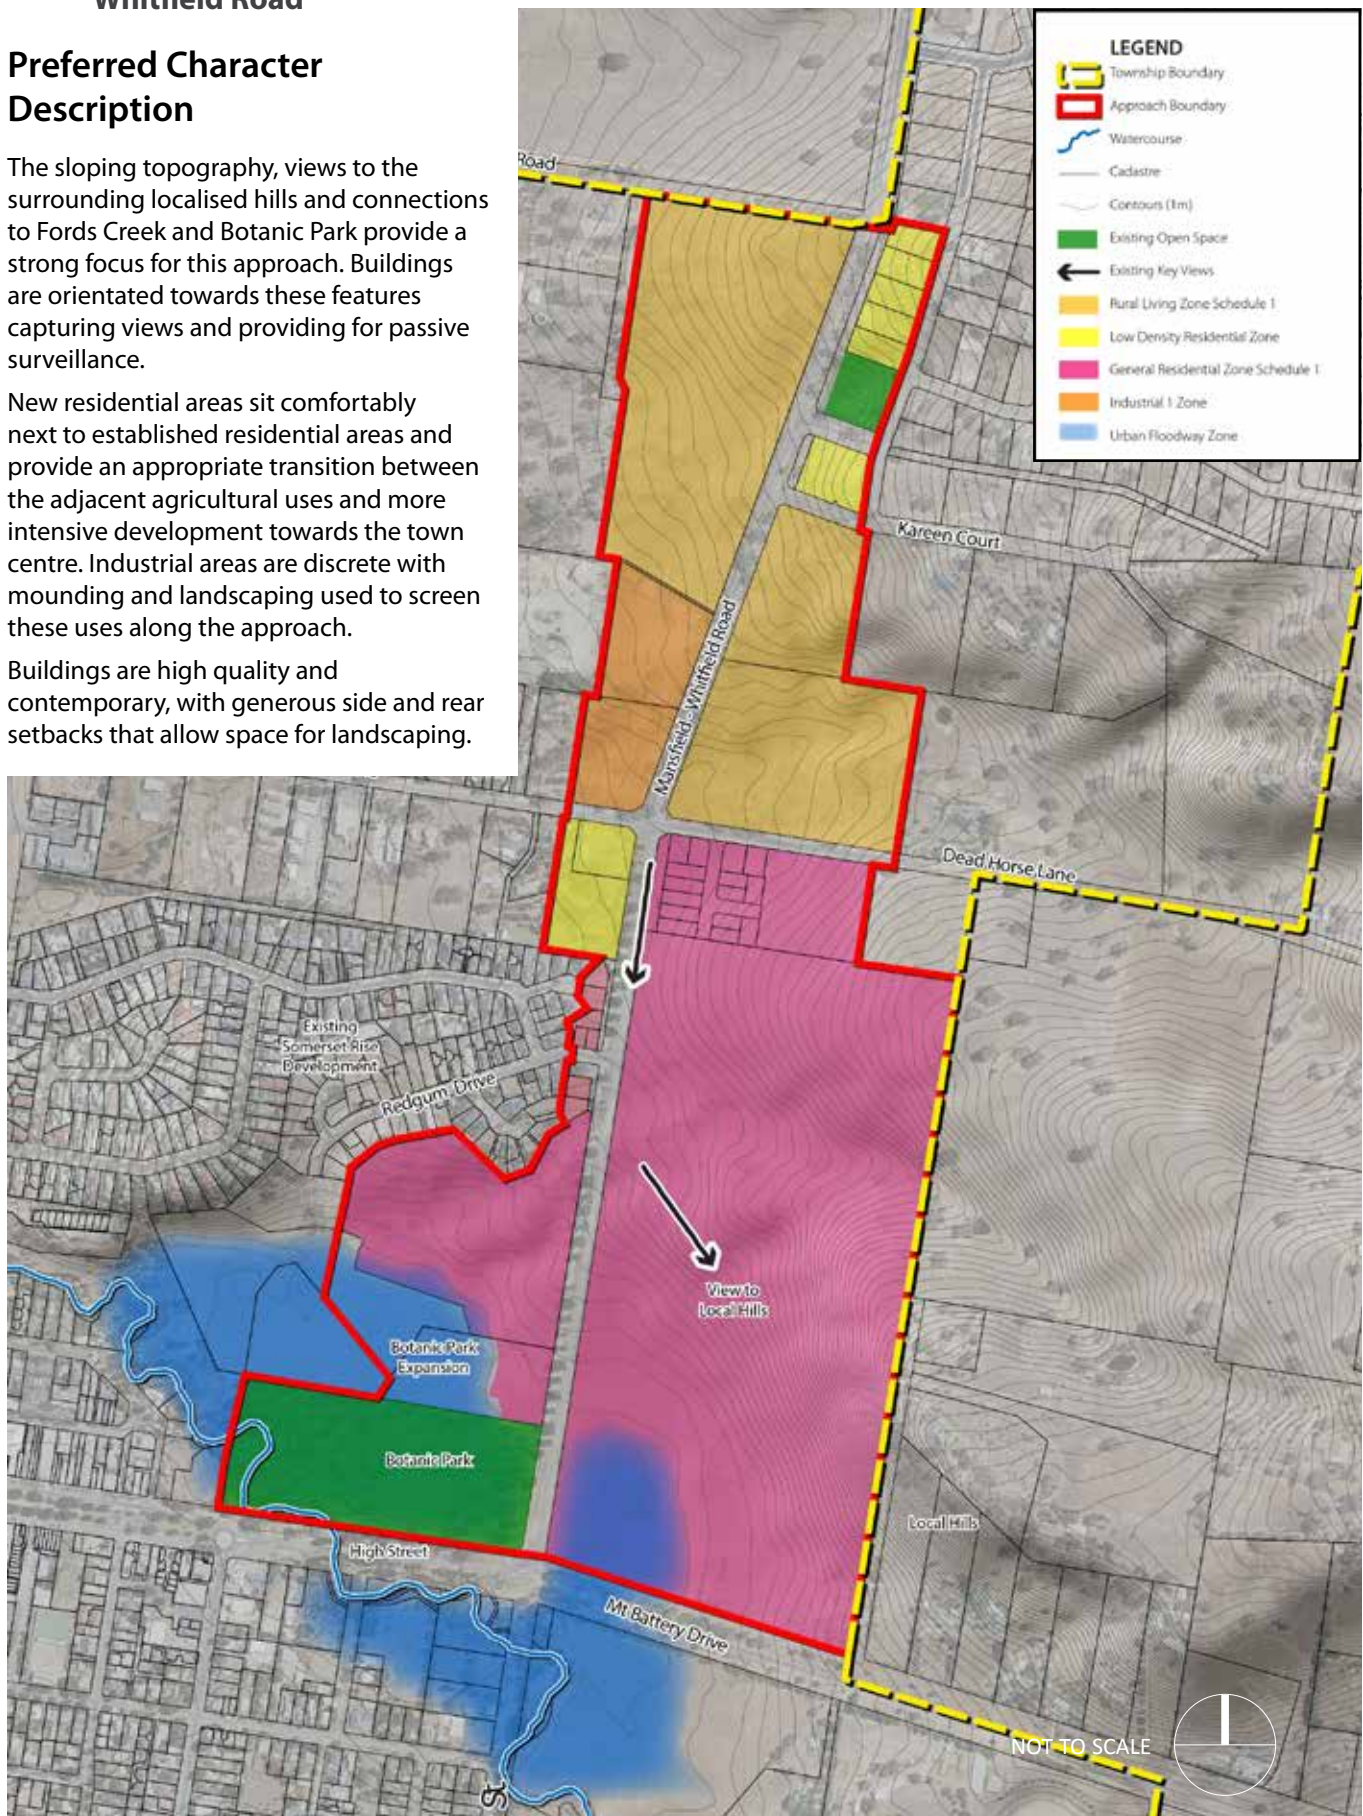 Whitfield Road
Preferred Character
Description
The sloping topography, views to the
surrounding localised hills and connections
to Fords Creek and Botanic Park provide a
strong focus for this approach. Buildings
are orientated towards these features
capturing views and providing for passive
surveillance.
New residential areas sit comfortably
next to established residential areas and
provide an appropriate transition between
the adjacent agricultural uses and more
intensive development towards the town
centre. Industrial areas are discrete with
mounding and landscaping used to screen
these uses along the approach.
Buildings are high quality and
contemporary, with generous side and rear
setbacks that allow space for landscaping.
LEGEND
Township Boundary
Approach Boundary
Watercourse
Cadastre
Contours (1m)
Existing Open Space
Existing Key Views
Rural Living Zone Schedule 1
Low Density Residential Zone
General Residential Zone Schedule 1
Industrial 1 Zone
Urban Floodway Zone
Road
Kareen Court
Mansfield - Whitfield Road
Dead Horse Lane
Existing
Somerset Rise
Development
Redgum Drive
View to
Local Hills
Botanic Park
Expansion
Botanic Park
Local Hills
High Street
Mt Battery Drive
NOT TO SCALE
St